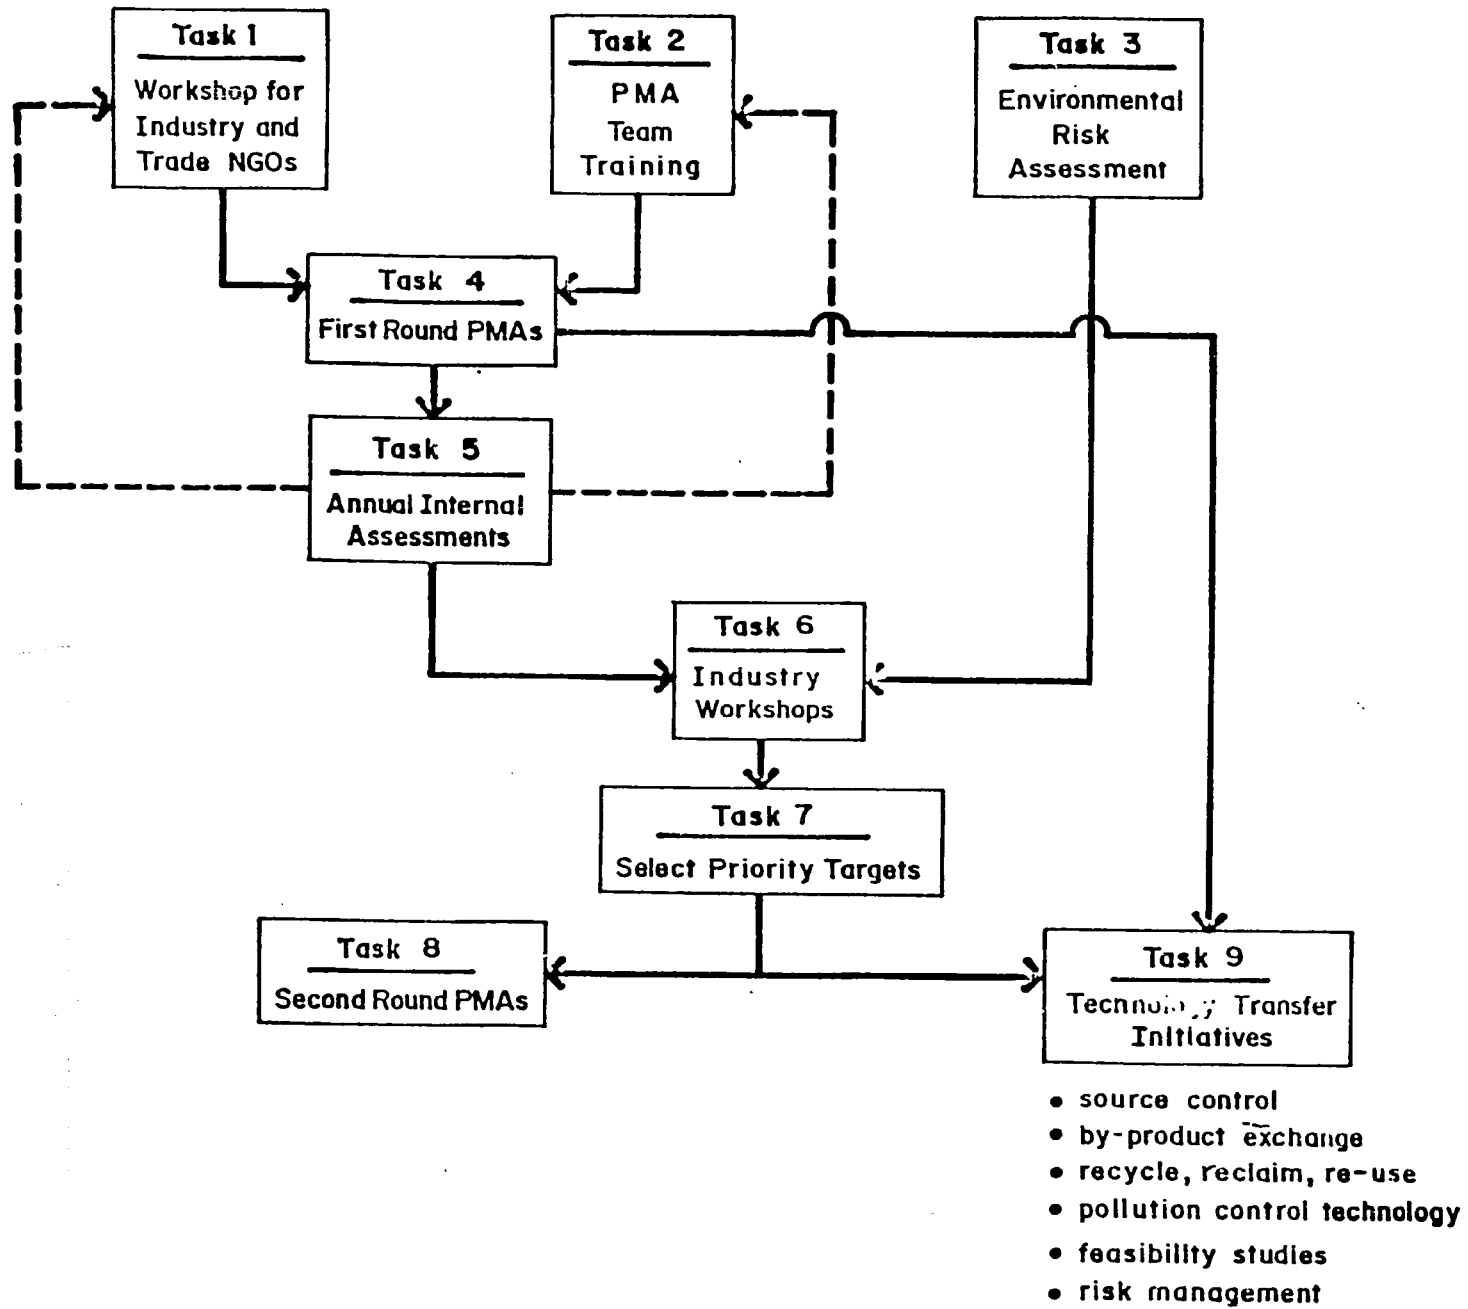 Task 1
Workshop for
Industry and
Trade NGOs
Task 2
PMA
Team
Training
Task 3
Environmental
Risk
Assessment
Task 4
First Round PMAs
Task 5
Annual Internal
Assessments
Task 6
Industry
Workshops
Task 7
Select Priority Targets
Task 8
Second Round PMAs
Task 9
Technology Transfer
Initiatives
• source control
• by-product exchange
• recycle, reclaim, re-use
• pollution control technology
• feasibility studies
• risk management